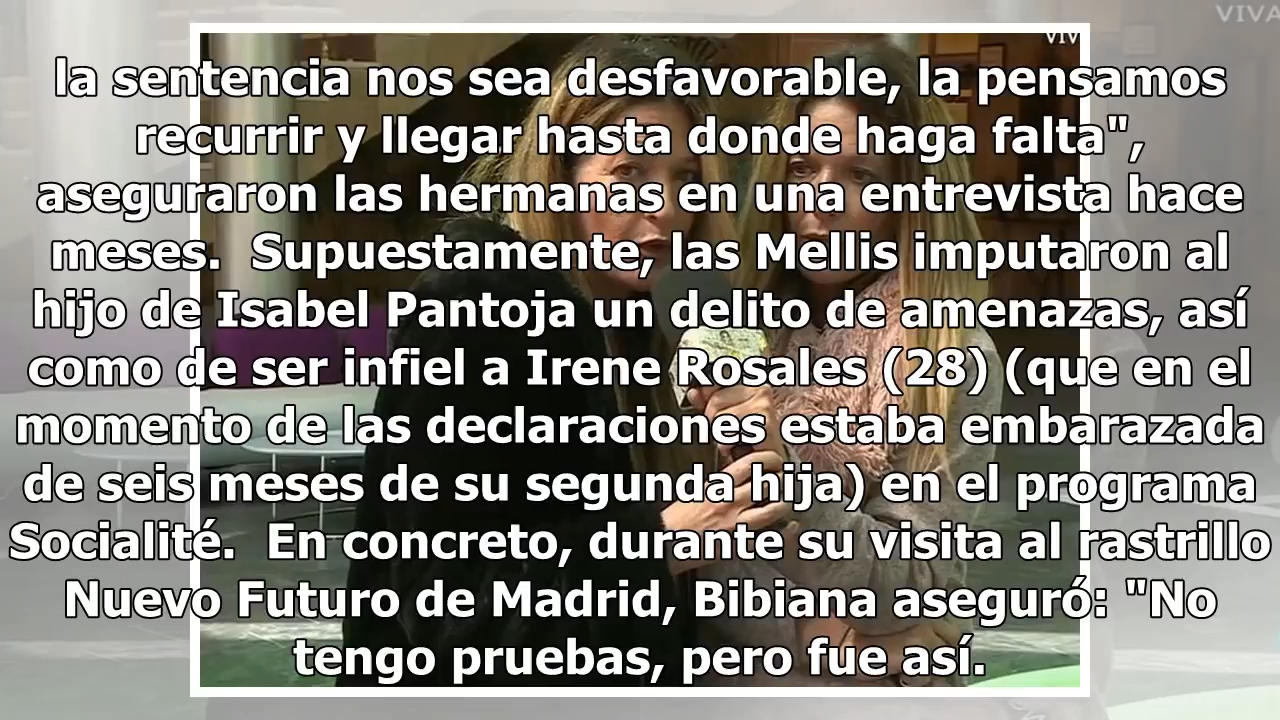 VIVA
VIV
la sentencia nos sea desfavorable, la pensamos
recurrir y llegar hasta donde haga falta",
aseguraron las hermanas en una entrevista hace
meses.  Supuestamente, las Mellis imputaron al
hijo de Isabel Pantoja un delito de amenazas, así
como de ser infiel a Irene Rosales (28) (que en el
momento de las declaraciones estaba embarazada
de seis meses de su segunda hija) en el programa
Socialité.  En concreto, durante su visita al rastrillo
Nuevo Futuro de Madrid, Bibiana aseguró: "No
tengo pruebas, pero fue así.